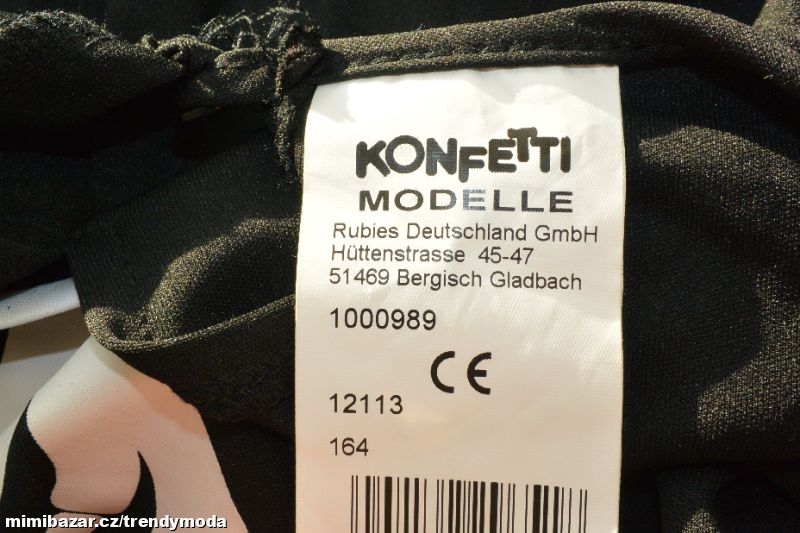 KONFETTI
MODELLE
Rubies Deutschland GmbH
Hüttenstrasse 45-47
51469 Bergisch Gladbach
1000989
CE
12113
164
mimibazar.cz/trendymoda